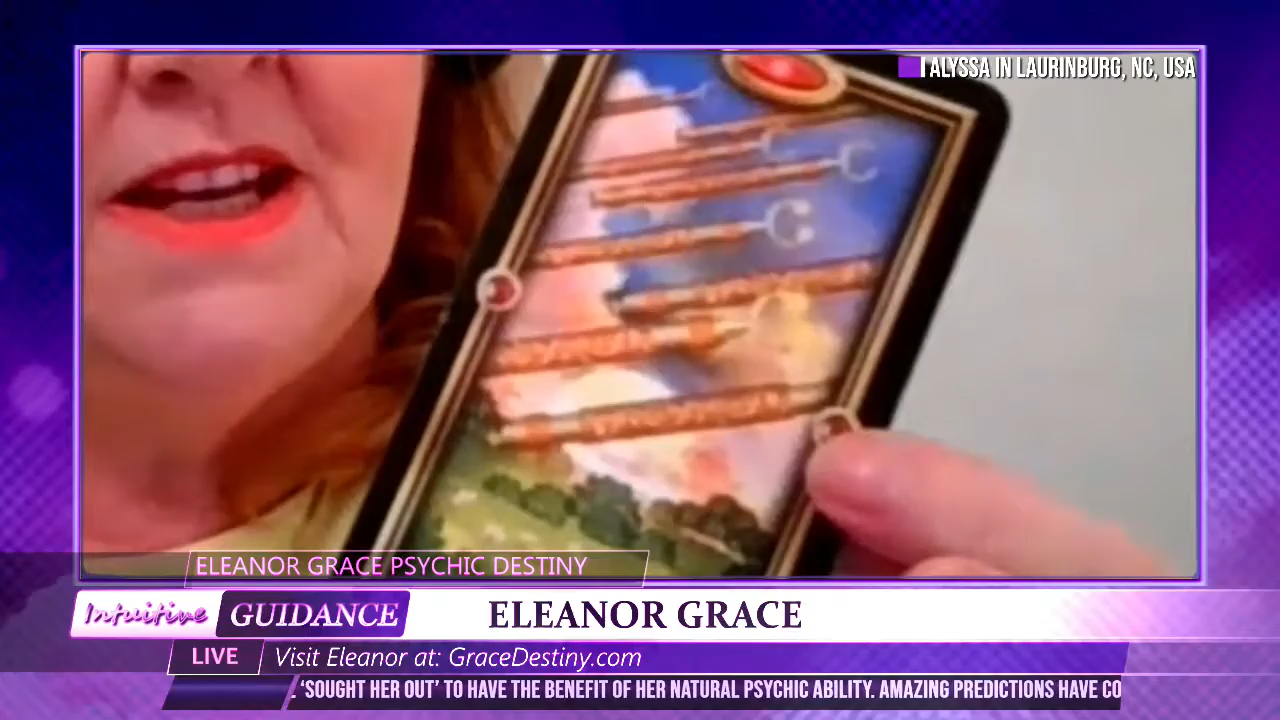 ALYSSA IN LAURINBURG, NC, USA
ELEANOR GRACE PSYCHIC DESTINY
Intuitive GUIDANCE
ELEANOR GRACE
LIVE
Visit Eleanor at: GraceDestiny.com
. ‘SOUGHT HER OUT’ TO HAVE THE BENEFIT OF HER NATURAL PSYCHIC ABILITY. AMAZING PREDICTIONS HAVE CO